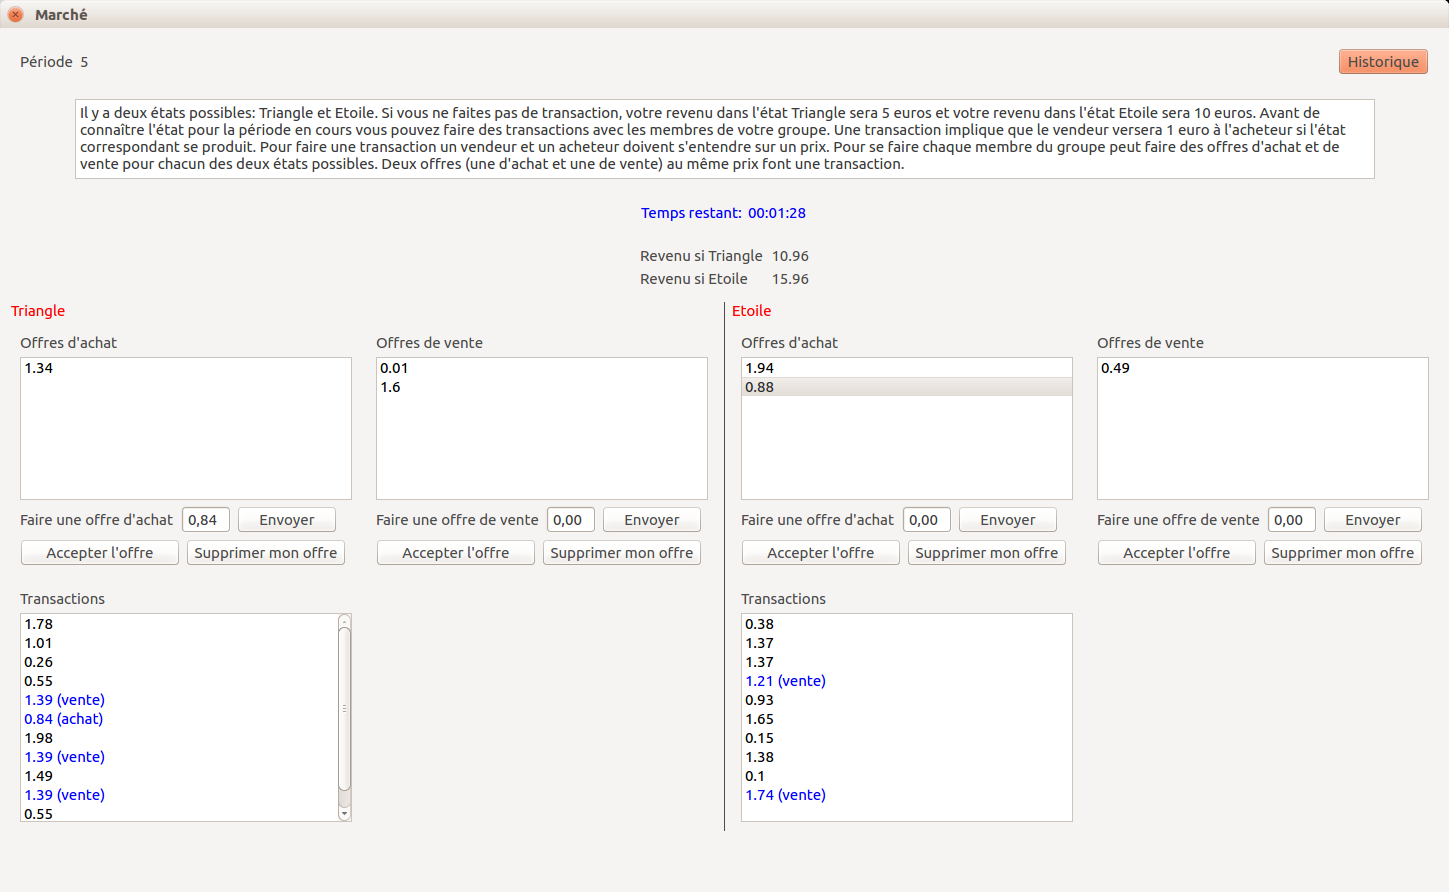 Marché
Période 5
Historique
Il y a deux états possibles: Triangle et Etoile. Si vous ne faites pas de transaction, votre revenu dans l'état Triangle sera 5 euros et votre revenu dans l'état Etoile sera 10 euros. Avant de
connaître l'état pour la période en cours vous pouvez faire des transactions avec les membres de votre groupe. Une transaction implique que le vendeur versera 1 euro à l'acheteur si l'état
correspondant se produit. Pour faire une transaction un vendeur et un acheteur doivent s'entendre sur un prix. Pour se faire chaque membre du groupe peut faire des offres d'achat et de
vente pour chacun des deux états possibles. Deux offres (une d'achat et une de vente) au même prix font une transaction.
Temps restant: 00:01:28
Revenu si Triangle 10.96
Revenu si Etoile 15.96
Triangle
Offres d'achat
1.34
Offres de vente
0.01
1.6
Faire une offre d'achat 0,84 Envoyer
Accepter l'offre Supprimer mon offre
Faire une offre de vente 0,00 Envoyer
Accepter l'offre Supprimer mon offre
Transactions
1.78
1.01
0.26
0.55
1.39 (vente)
0.84 (achat)
1.98
1.39 (vente)
1.49
1.39 (vente)
0.55
Etoile
Offres d'achat
1.94
0.88
Offres de vente
0.49
Faire une offre d'achat 0,00 Envoyer
Accepter l'offre Supprimer mon offre
Faire une offre de vente 0,00 Envoyer
Accepter l'offre Supprimer mon offre
Transactions
0.38
1.37
1.37
1.21 (vente)
0.93
1.65
0.15
1.38
0.1
1.74 (vente)